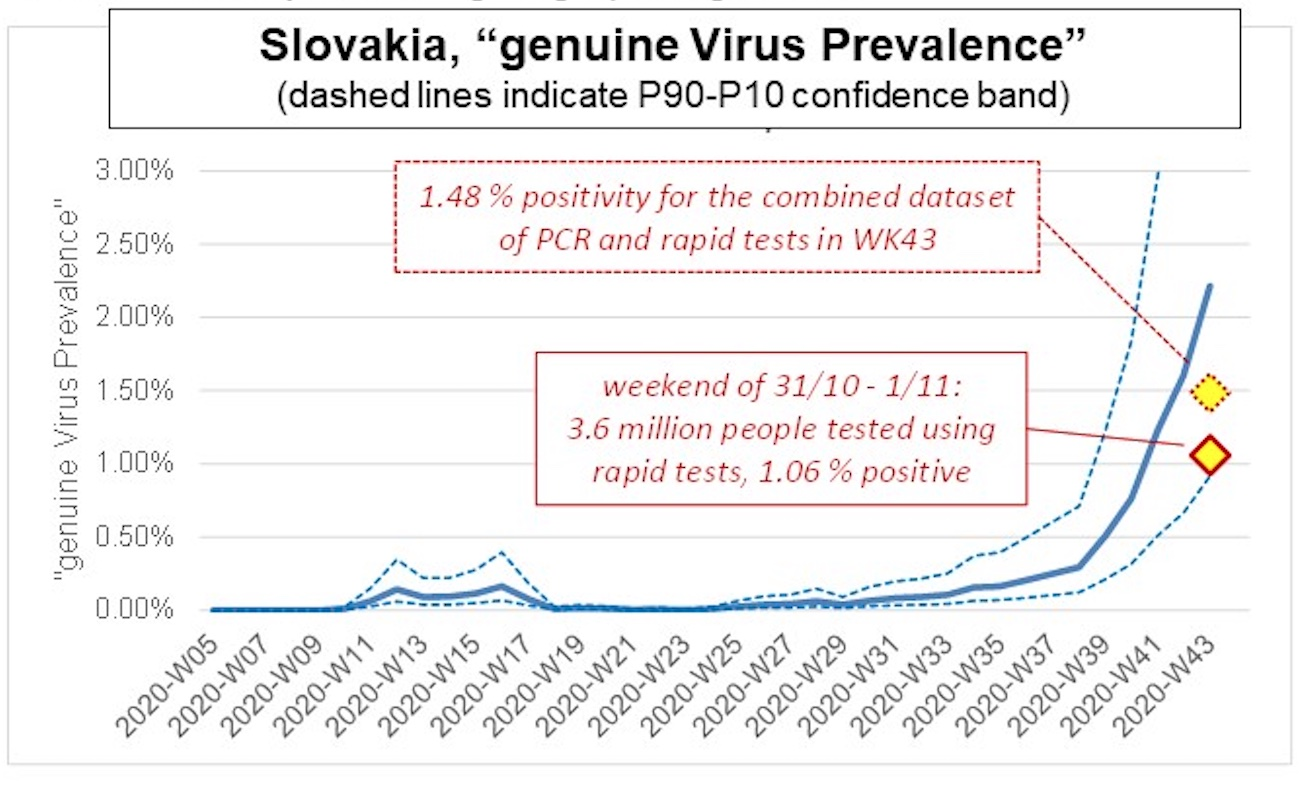 Slovakia, “genuine Virus Prevalence”
(dashed lines indicate P90-P10 confidence band)
"genuine Virus Prevalence"
3.00%
2.50%
2.00%
1.50%
1.00%
0.50%
0.00%
1.48 % positivity for the combined dataset
of PCR and rapid tests in WK43
weekend of 31/10 - 1/11:
3.6 million people tested using
rapid tests, 1.06 % positive
2020-W05
2020-W07
2020-W09
2020-W11
2020-W13
2020-W15
2020-W17
2020-W19
2020-W21
2020-W23
2020-W25
2020-W27
2020-W29
2020-W31
2020-W33
2020-W35
2020-W37
2020-W39
2020-W41
2020-W43